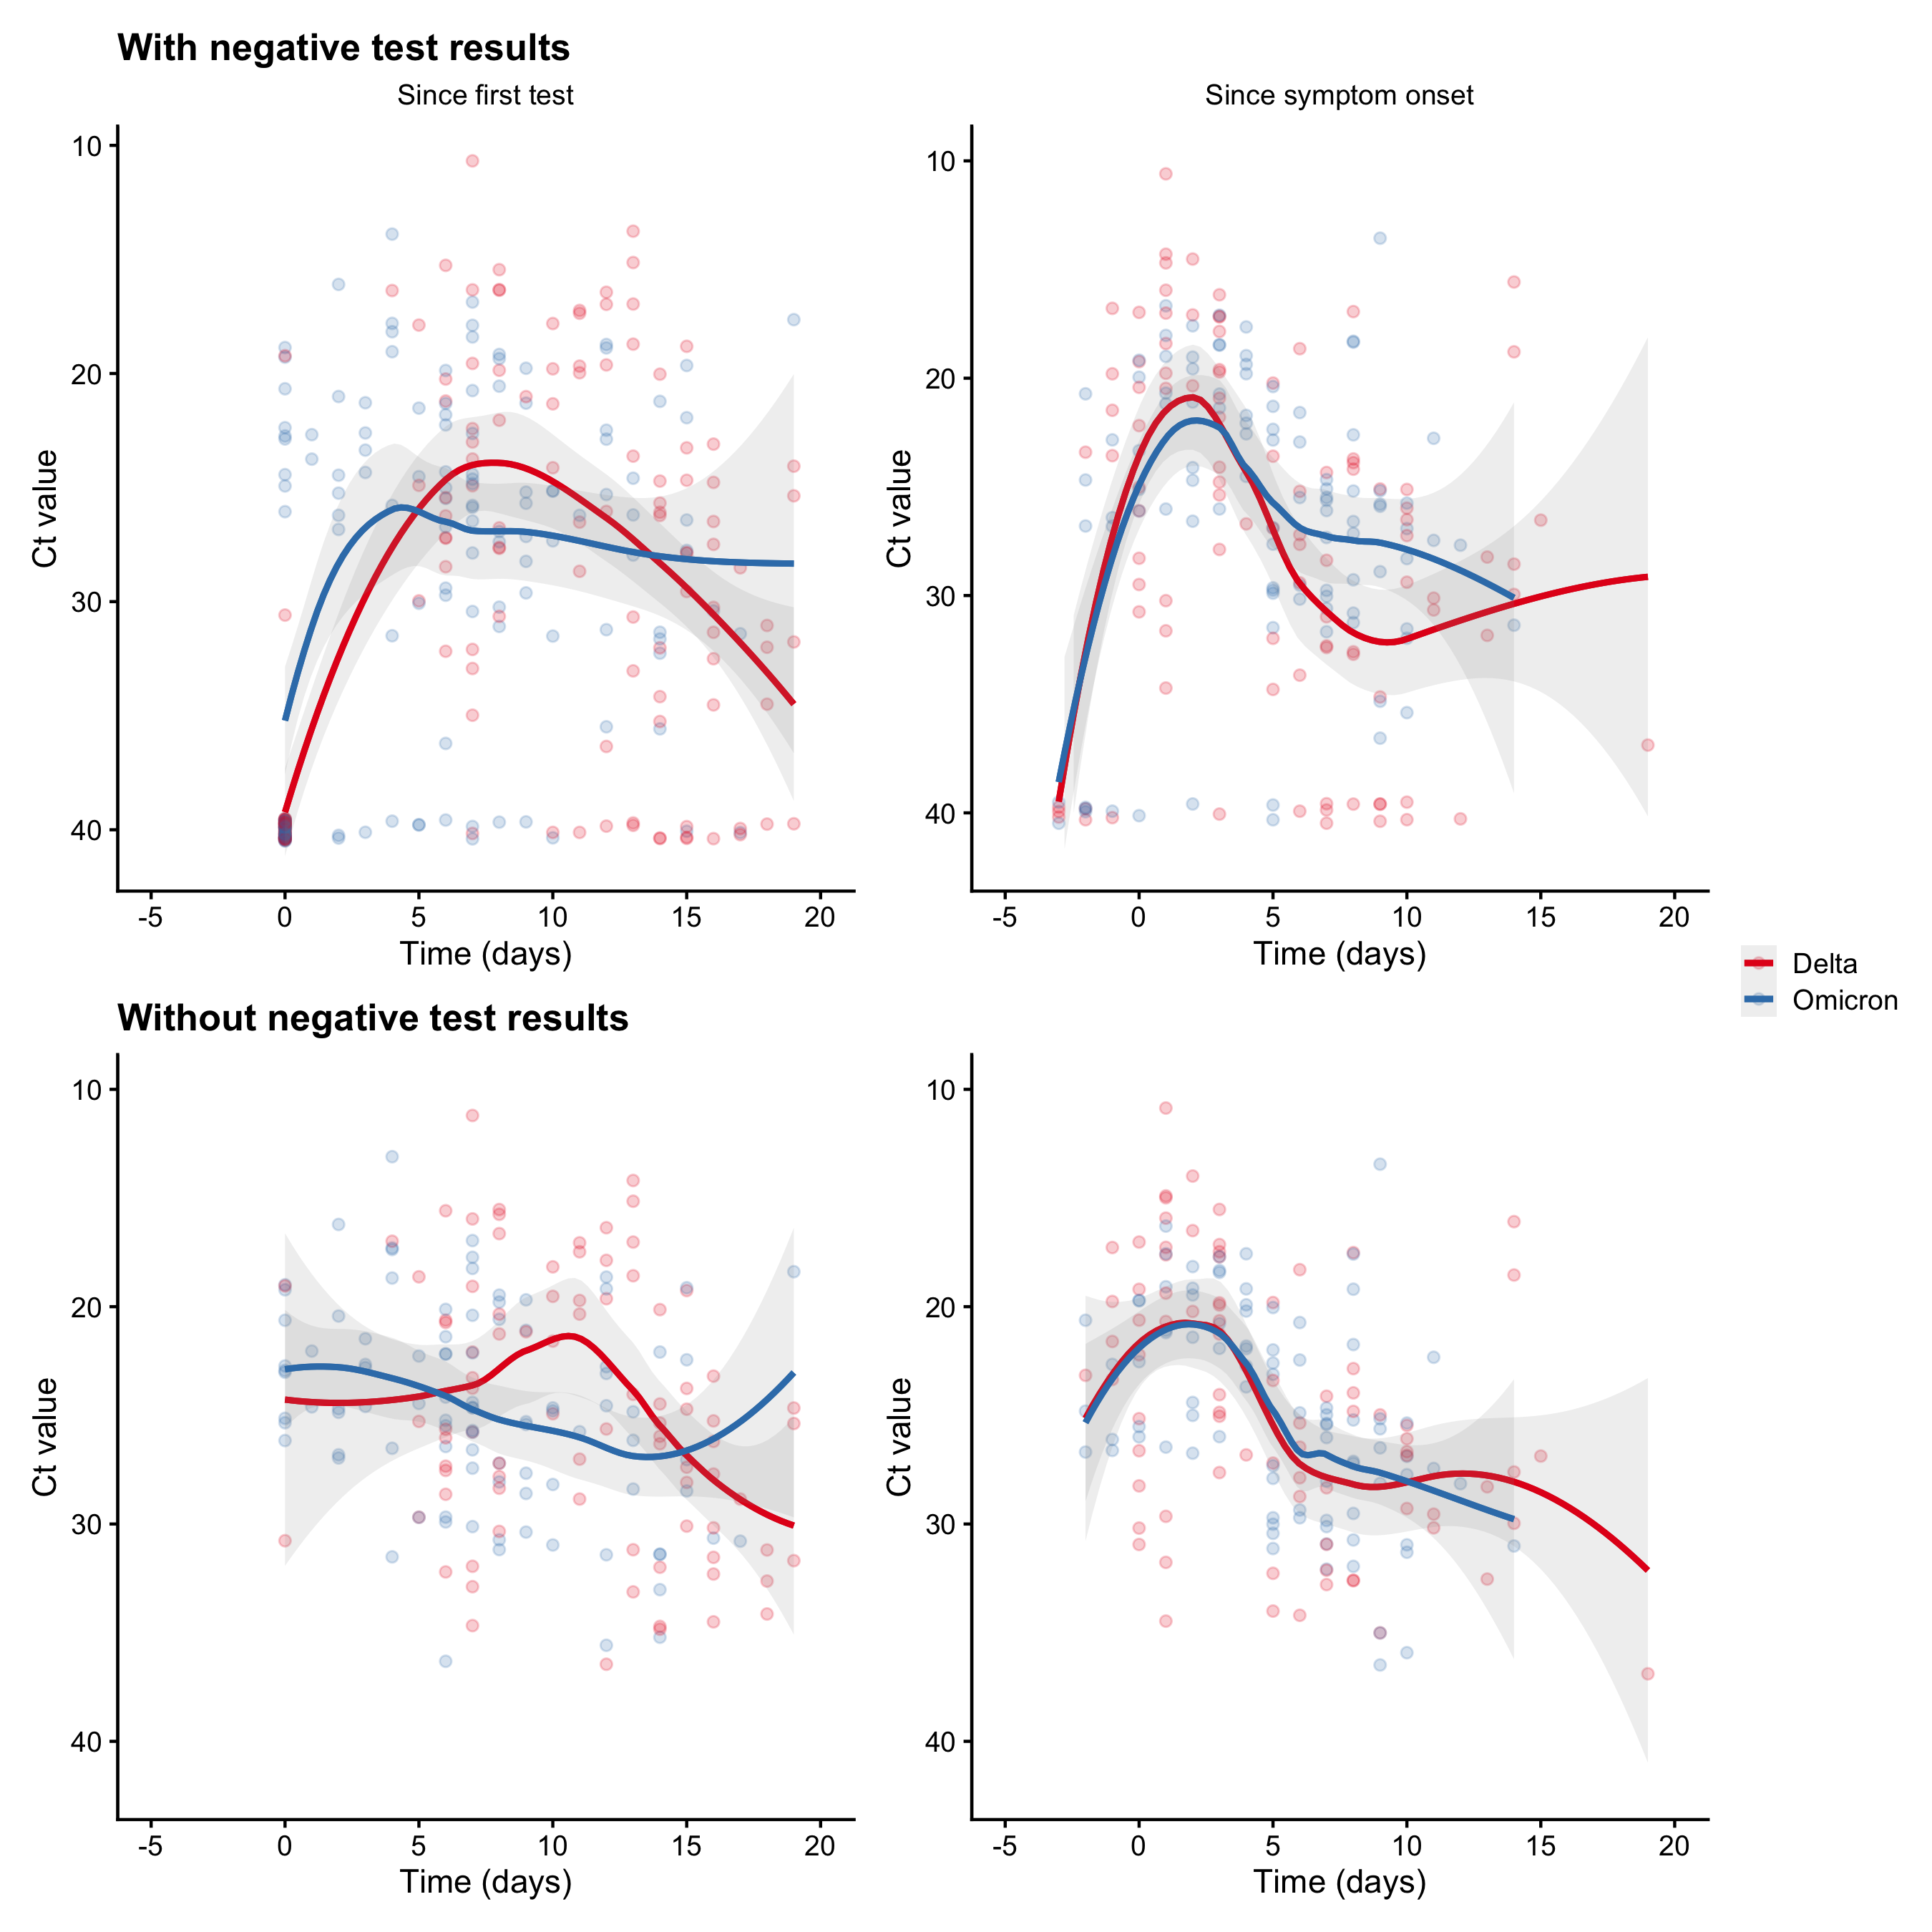 With negative test results
Since first test
Since symptom onset
Ct value
10
20
30
40
-5 0 5 10 15 20
Time (days)
Ct value
10
20
30
40
-5 0 5 10 15 20
Time (days)
Delta
Omicron
Without negative test results
Ct value
10
20
30
40
-5 0 5 10 15 20
Time (days)
Ct value
10
20
30
40
-5 0 5 10 15 20
Time (days)